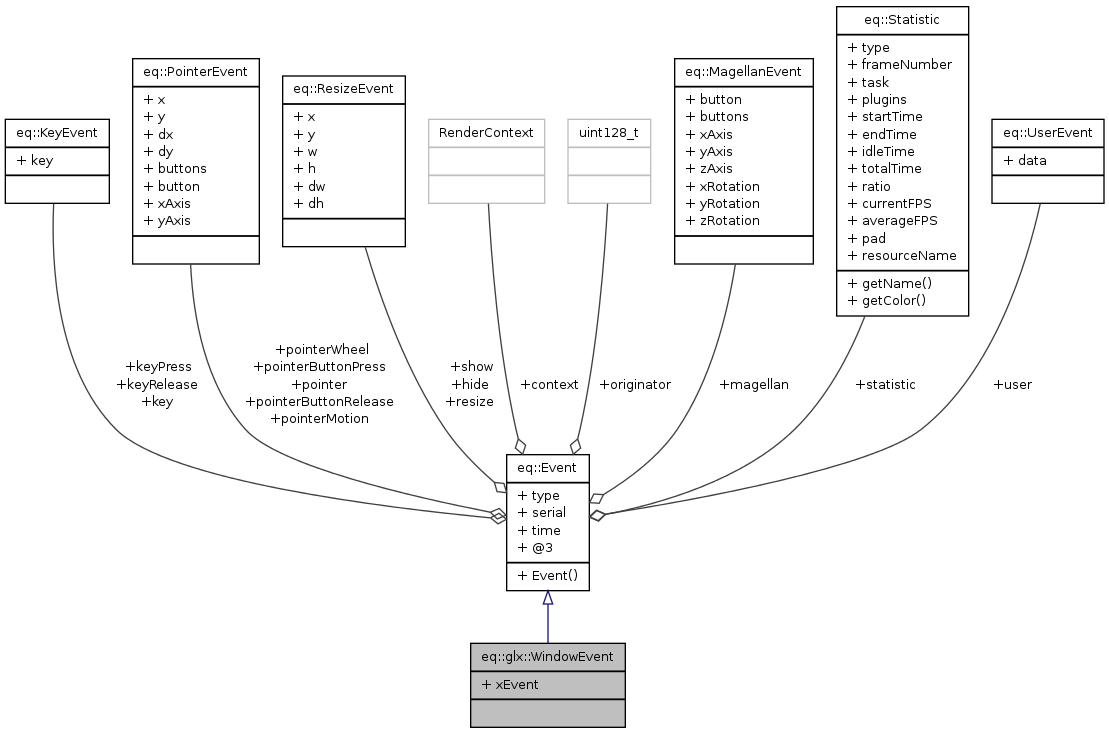 eq::KeyEvent
+ key
eq::PointerEvent
+ x
+ y
+ dx
+ dy
+ buttons
+ button
+ xAxis
+ yAxis
eq::ResizeEvent
+ x
+ y
+ w
+ h
+ dw
+ dh
RenderContext
uint128_t
eq::MagellanEvent
+ button
+ buttons
+ xAxis
+ yAxis
+ zAxis
+ xRotation
+ yRotation
+ zRotation
eq::Statistic
+ type
+ frameNumber
+ task
+ plugins
+ startTime
+ endTime
+ idleTime
+ totalTime
+ ratio
+ currentFPS
+ averageFPS
+ pad
+ resourceName
+ getName()
+ getColor()
eq::UserEvent
+ data
+keyPress
+keyRelease
+key
+pointerWheel
+pointerButtonPress
+pointer
+pointerButtonRelease
+pointerMotion
+show
+hide
+resize
+context
+originator
+magellan
+statistic
+user
eq::Event
+ type
+ serial
+ time
+ @3
+ Event()
eq::glx::WindowEvent
+ xEvent